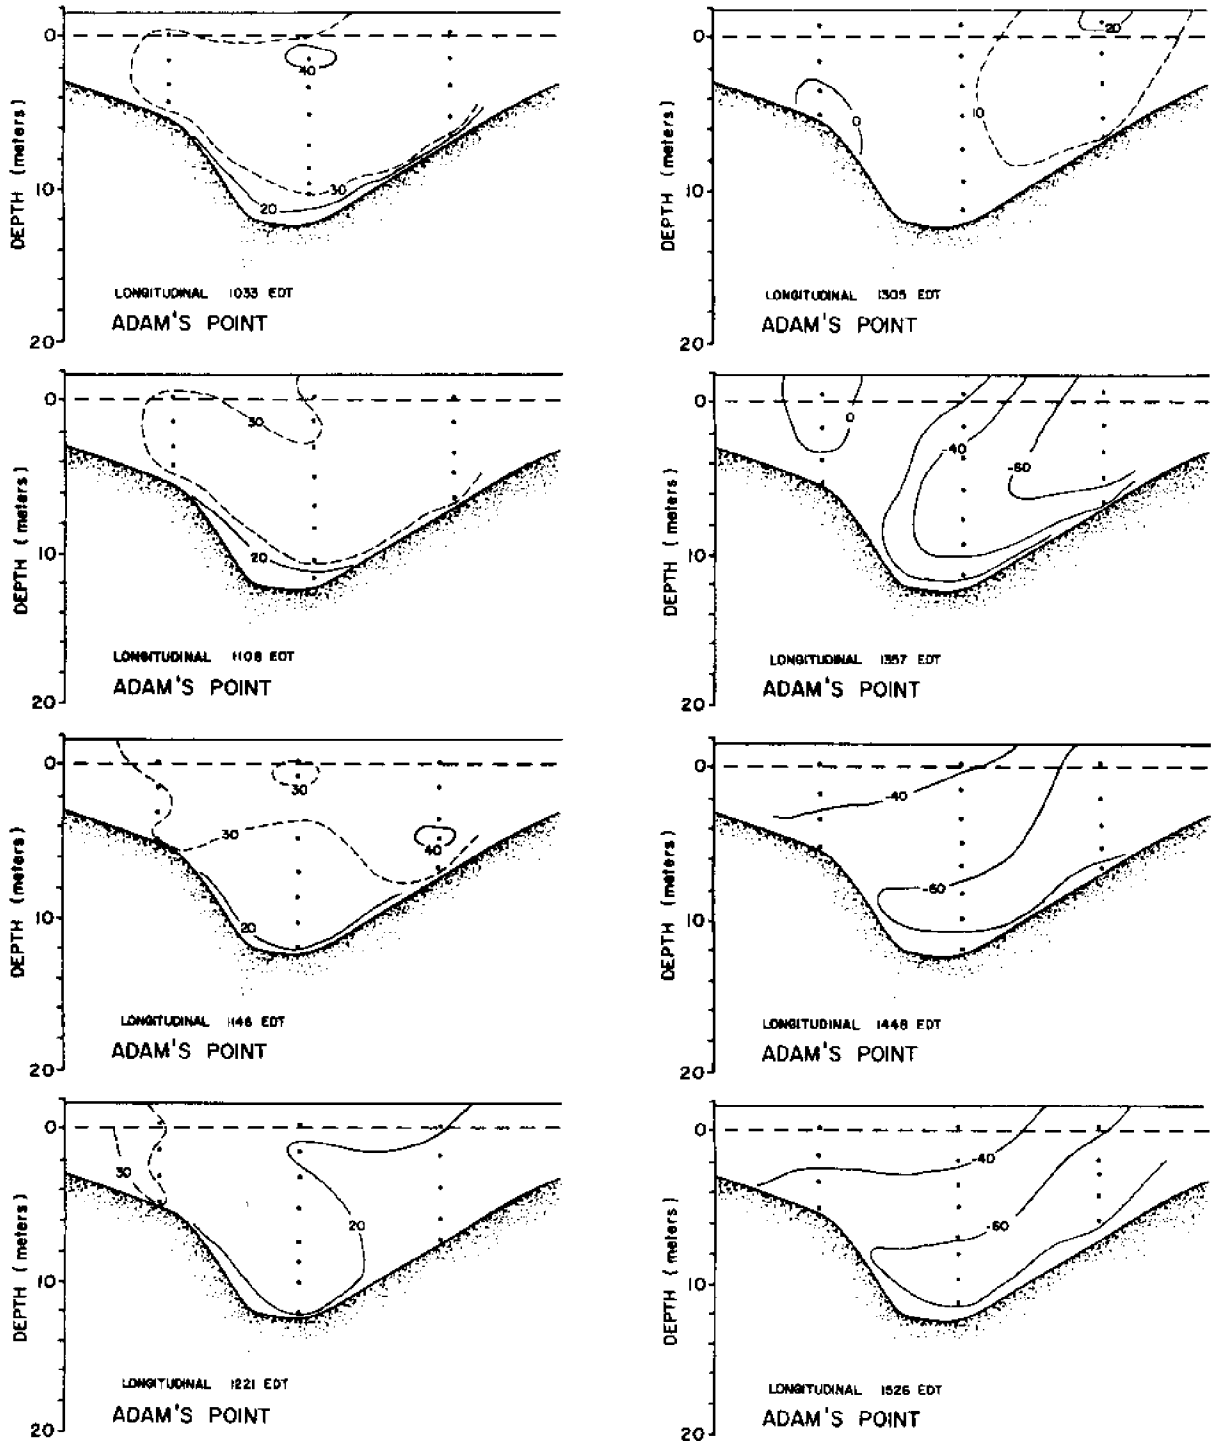 0
40
10
30
20
DEPTH (meters)
LONGITUDINAL 1033 EDT
ADAM'S POINT
20
0
30
10
20
DEPTH (meters)
LONGITUDINAL 1108 EDT
ADAM'S POINT
20
0
30
30
40
10
20
DEPTH (meters)
LONGITUDINAL 1146 EDT
ADAM'S POINT
20
0
30
20
10
DEPTH (meters)
LONGITUDINAL 1221 EDT
ADAM'S POINT
20
20
0
10
0
10
DEPTH (meters)
LONGITUDINAL 1305 EDT
ADAM'S POINT
20
0
0
-40
-60
10
DEPTH (meters)
LONGITUDINAL 1357 EDT
ADAM'S POINT
20
0
-40
-60
10
DEPTH (meters)
LONGITUDINAL 1448 EDT
ADAM'S POINT
20
0
-40
-60
10
DEPTH (meters)
LONGITUDINAL 1526 EDT
ADAM'S POINT
20